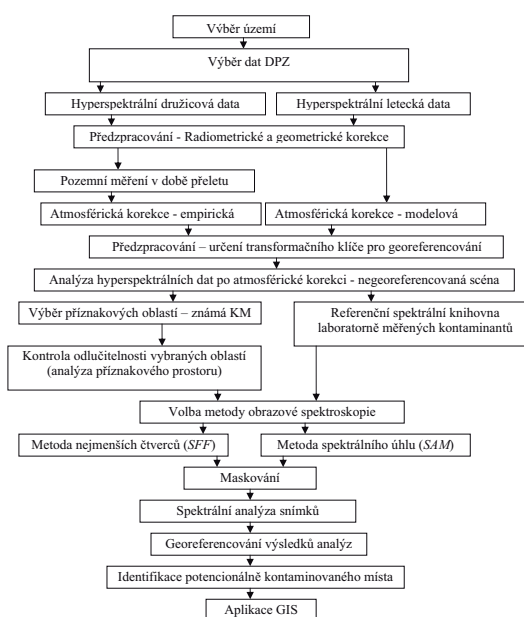 Výběr území
Výběr dat DPZ
Hyperspektrální družicová data
Hyperspektrální letecká data
Předzpracování - Radiometrické a geometrické korekce
Pozemní měření v době přeletu
Atmosférická korekce - empirická
Atmosférická korekce - modelová
Předzpracování – určení transformačního klíče pro georeferencování
Analýza hyperspektrálních dat po atmosférické korekci - negeoreferencovaná scéna
Výběr příznakových oblastí – známá KM
Referenční spektrální knihovna
laboratorně měřených kontaminantů
Kontrola odlučitelnosti vybraných oblastí
(analýza příznakového prostoru)
Volba metody obrazové spektroskopie
Metoda nejmenších čtverců (SFF)
Metoda spektrálního úhlu (SAM)
Maskování
Spektrální analýza snímků
Georeferencování výsledků analýz
Identifikace potencionálně kontaminovaného místa
Aplikace GIS